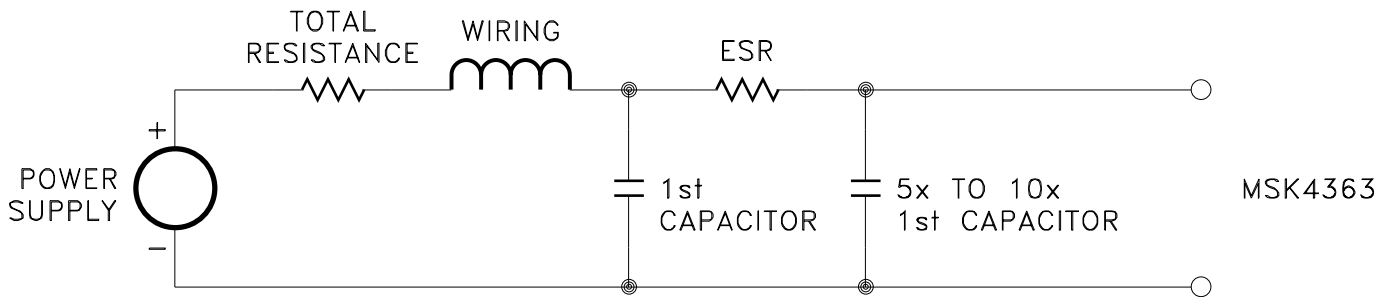 TOTAL
RESISTANCE
WIRING
ESR
+
POWER
SUPPLY
−
1st
CAPACITOR
5x TO 10x
1st CAPACITOR
MSK4363